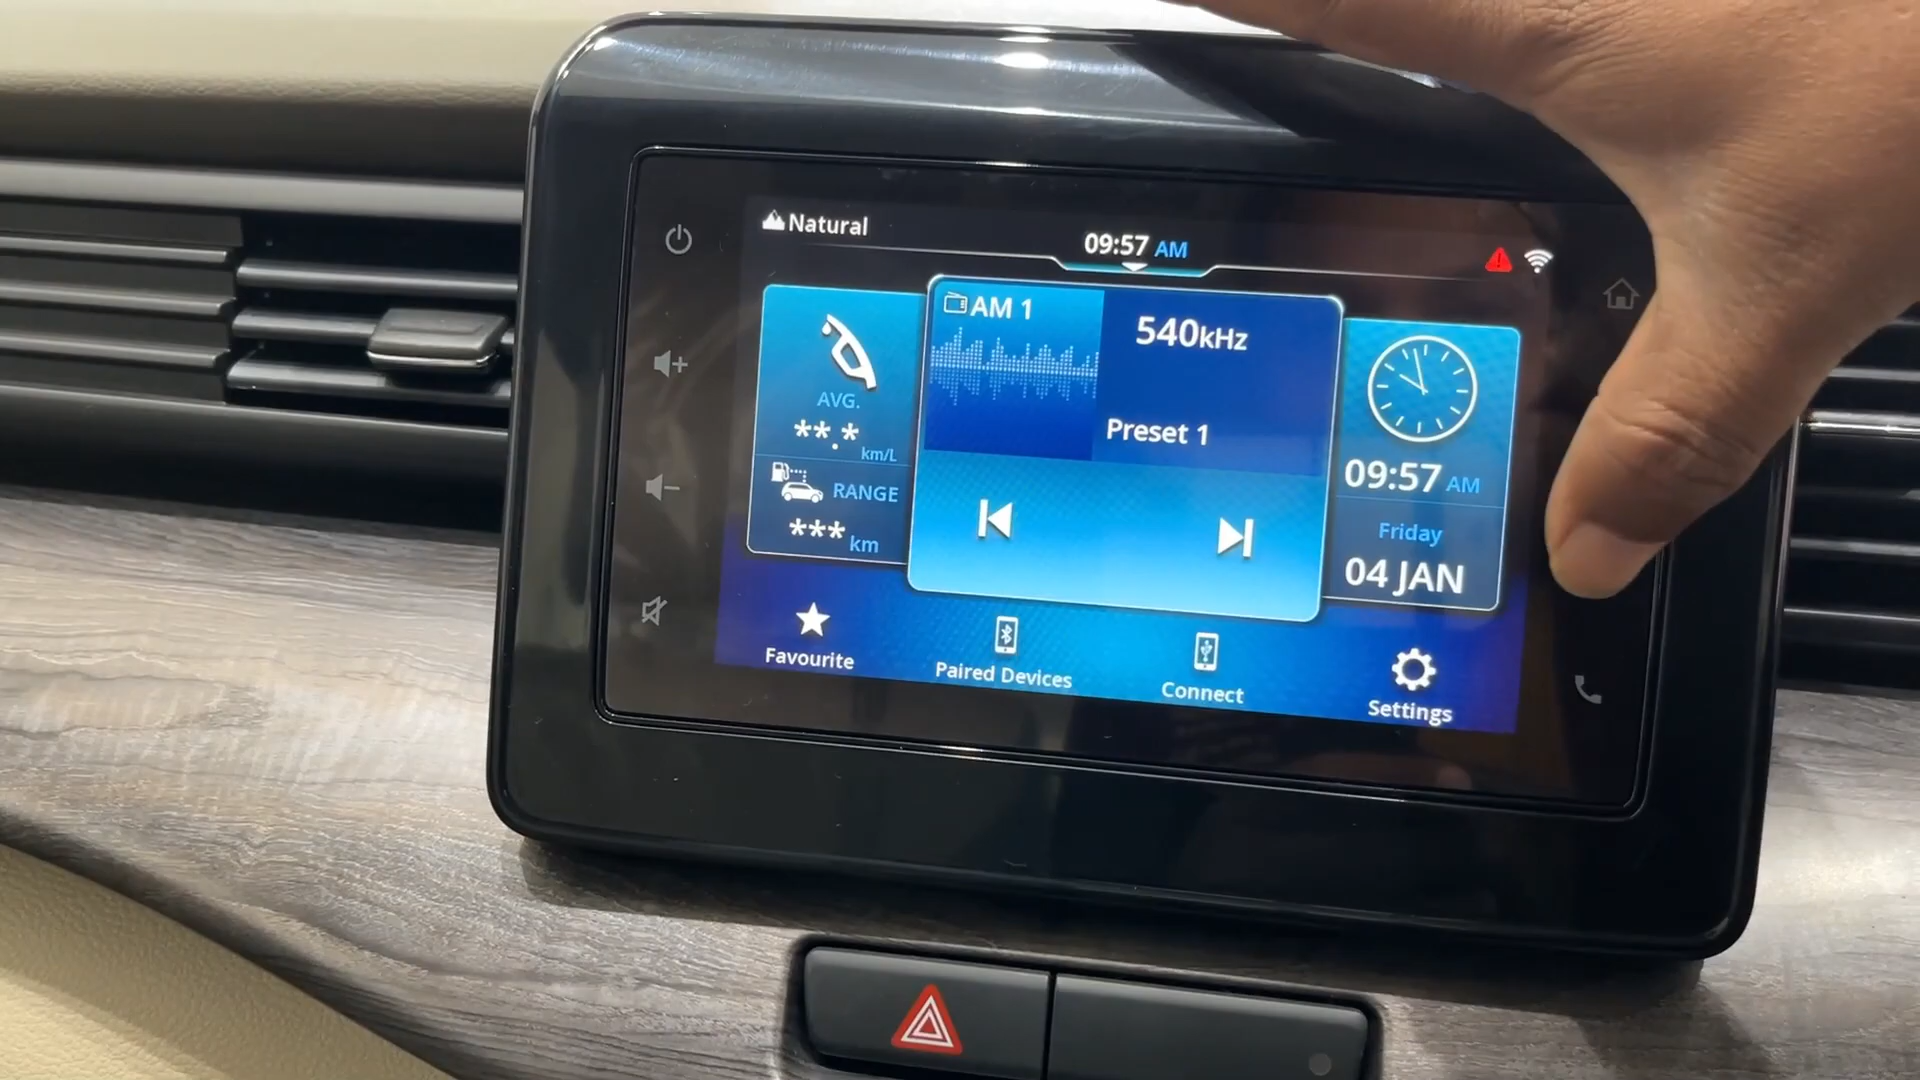 Natural
09:57 AM
AM 1
540kHz
Preset 1
AVG.
**.*
km/L
RANGE
*** km
09:57 AM
Friday
04 JAN
Favourite
Paired Devices
Connect
Settings